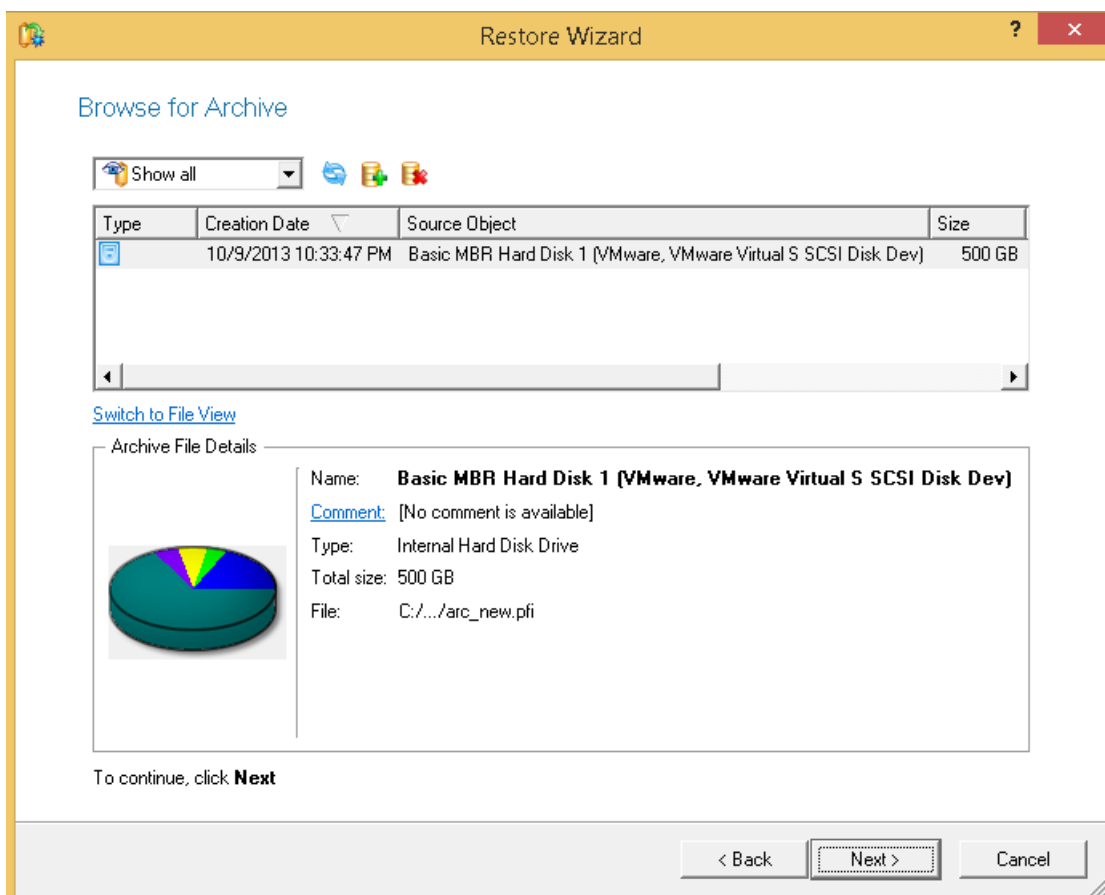 Restore Wizard
?
Browse for Archive
Show all
Type Creation Date Source Object Size
10/9/2013 10:33:47 PM Basic MBR Hard Disk 1 (VMware, VMware Virtual S SCSI Disk Dev) 500 GB
Switch to File View
Archive File Details
Name: Basic MBR Hard Disk 1 (VMware, VMware Virtual S SCSI Disk Dev)
Comment: [No comment is available]
Type: Internal Hard Disk Drive
Total size: 500 GB
File: C:/.../arc_new.pfi
To continue, click Next
< Back Next > Cancel